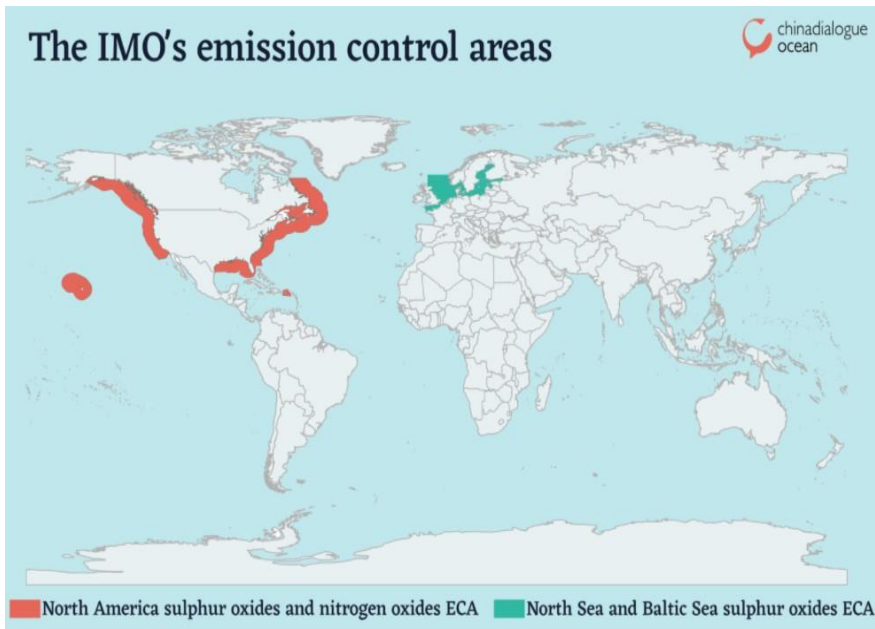 The IMO's emission control areas
chinadialogue
ocean
North America sulphur oxides and nitrogen oxides ECA
North Sea and Baltic Sea sulphur oxides ECA